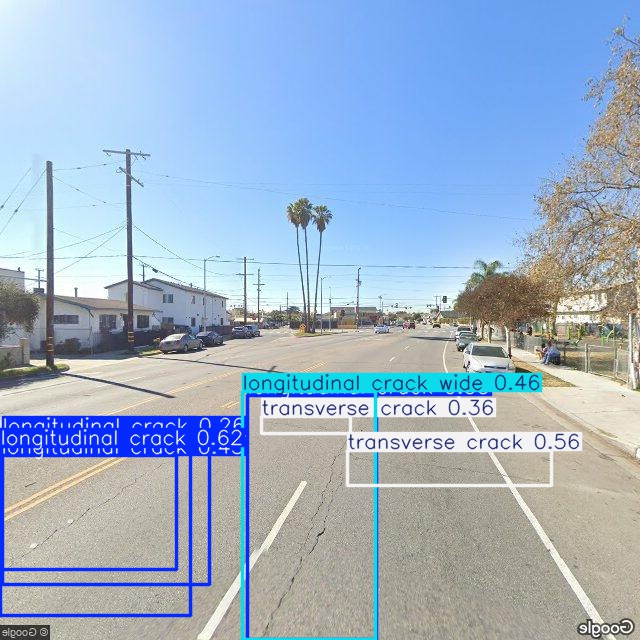 longitudinal crack wide 0.46
transverse crack 0.36
longitudinal crack 0.26
longitudinal crack 0.62
transverse crack 0.56
© Google
Google
Google